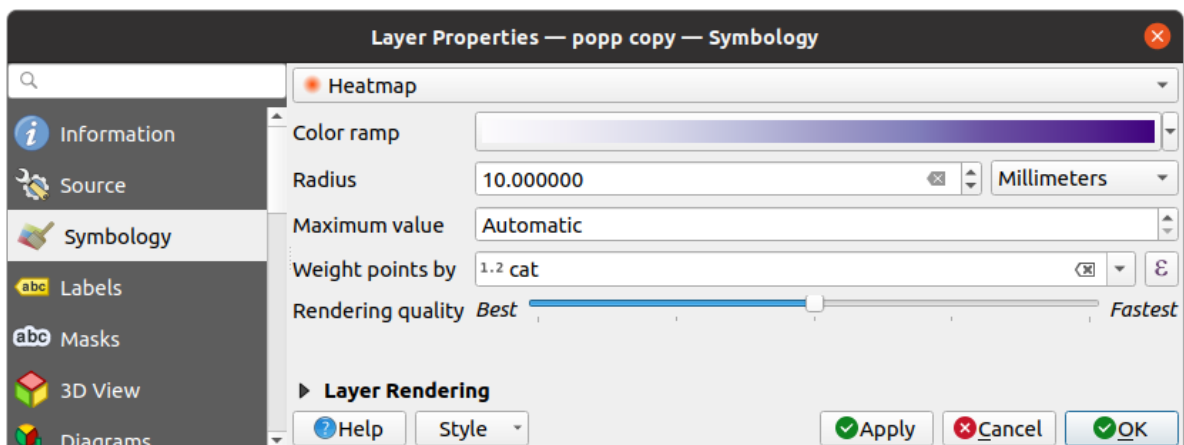 Layer Properties — popp copy — Symbology
Heatmap
Information
Color ramp
Source
Radius 10.000000 Millimeters
Symbology
Maximum value Automatic
Weight points by 1.2 cat ε
abc Labels
Rendering quality Best Fastest
abc Masks
3D View
Layer Rendering
Diagrams
Help Style Apply Cancel OK